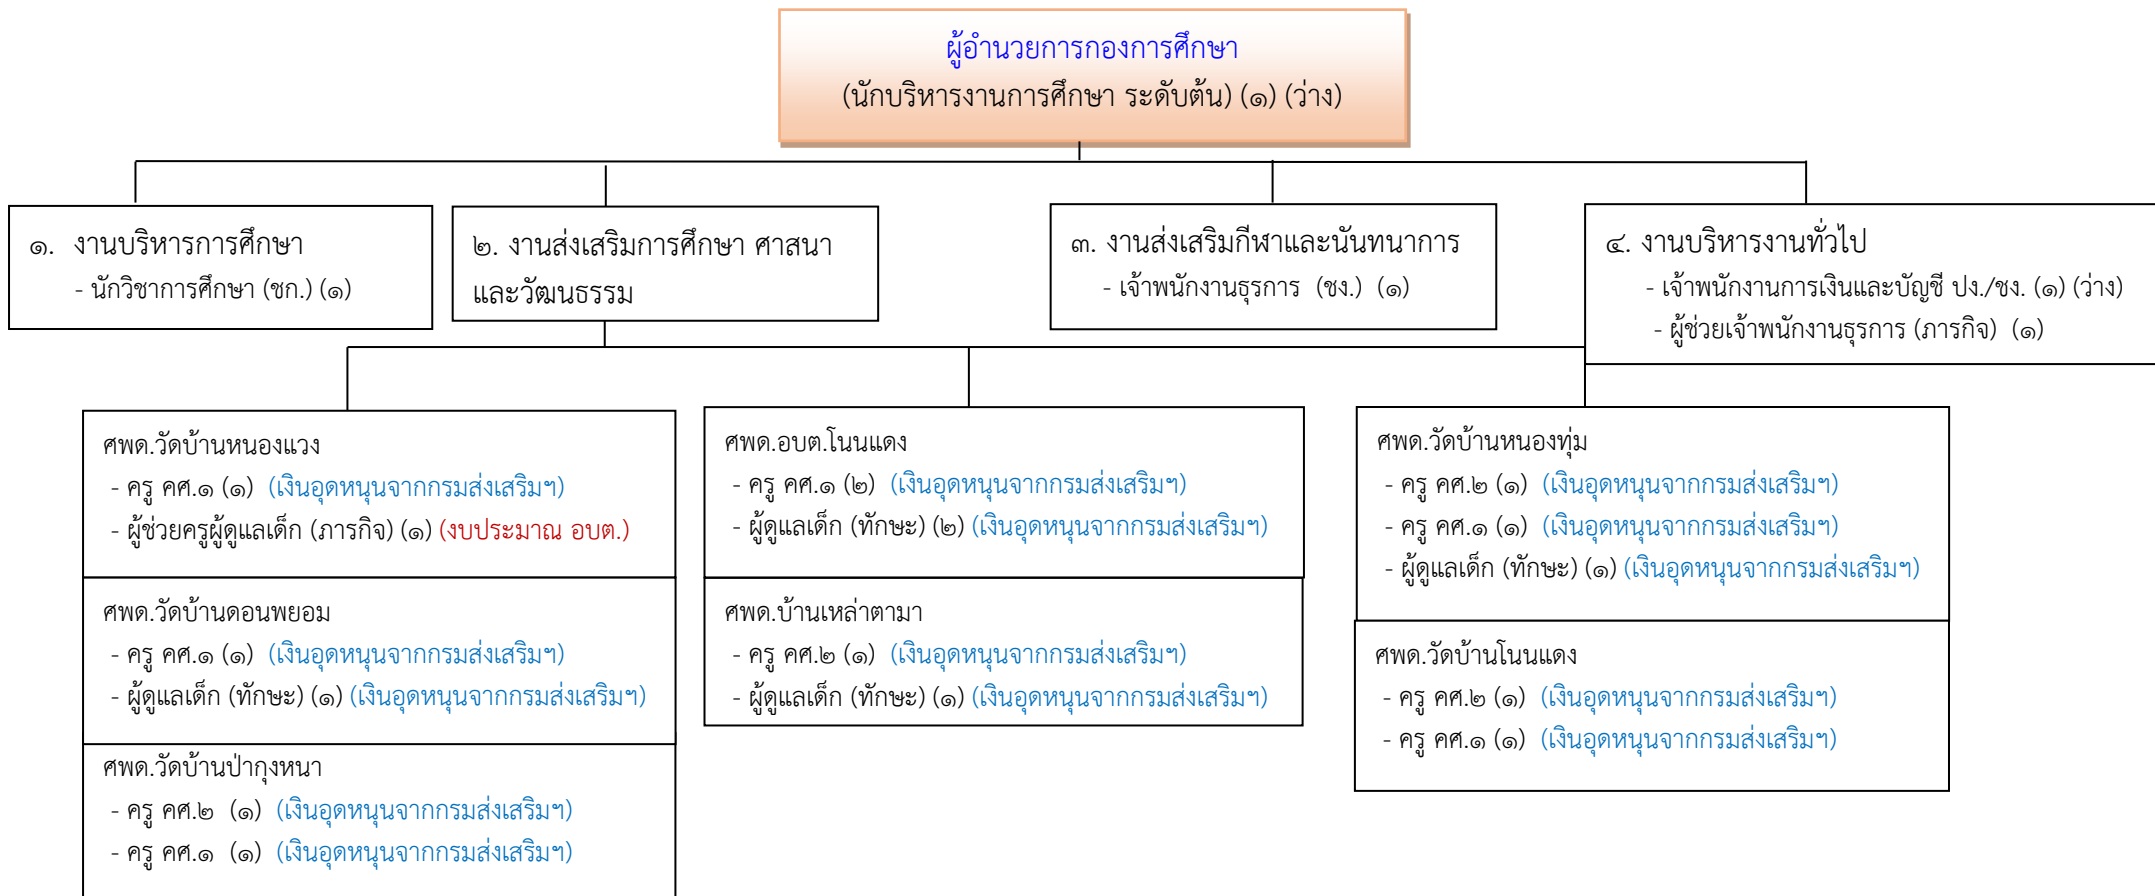 ผู้อำนวยการกองการศึกษา
(นักบริหารงานการศึกษา ระดับต้น) (๑) (ว่าง)
๑. งานบริหารการศึกษา
- นักวิชาการศึกษา (ชก.) (๑)
๒. งานส่งเสริมการศึกษา ศาสนา
และวัฒนธรรม
๓. งานส่งเสริมกีฬาและนันทนาการ
- เจ้าพนักงานธุรการ (ชง.) (๑)
๔. งานบริหารงานทั่วไป
- เจ้าพนักงานการเงินและบัญชี ปง./ชง. (๑) (ว่าง)
- ผู้ช่วยเจ้าพนักงานธุรการ (ภารกิจ) (๑)
ศพด.วัดบ้านหนองแวง
- ครู คศ.๑ (๑) (เงินอุดหนุนจากกรมส่งเสริมฯ)
- ผู้ช่วยครูผู้ดูแลเด็ก (ภารกิจ) (๑) (งบประมาณ อบต.)
ศพด.วัดบ้านดอนพยอม
- ครู คศ.๑ (๑) (เงินอุดหนุนจากกรมส่งเสริมฯ)
- ผู้ดูแลเด็ก (ทักษะ) (๑) (เงินอุดหนุนจากกรมส่งเสริมฯ)
ศพด.วัดบ้านป่ากุงหนา
- ครู คศ.๒ (๑) (เงินอุดหนุนจากกรมส่งเสริมฯ)
- ครู คศ.๑ (๑) (เงินอุดหนุนจากกรมส่งเสริมฯ)
ศพด.อบต.โนนแดง
- ครู คศ.๑ (๒) (เงินอุดหนุนจากกรมส่งเสริมฯ)
- ผู้ดูแลเด็ก (ทักษะ) (๒) (เงินอุดหนุนจากกรมส่งเสริมฯ)
ศพด.บ้านเหล่าตามา
- ครู คศ.๒ (๑) (เงินอุดหนุนจากกรมส่งเสริมฯ)
- ผู้ดูแลเด็ก (ทักษะ) (๑) (เงินอุดหนุนจากกรมส่งเสริมฯ)
ศพด.วัดบ้านหนองทุ่ม
- ครู คศ.๒ (๑) (เงินอุดหนุนจากกรมส่งเสริมฯ)
- ครู คศ.๑ (๑) (เงินอุดหนุนจากกรมส่งเสริมฯ)
- ผู้ดูแลเด็ก (ทักษะ) (๑) (เงินอุดหนุนจากกรมส่งเสริมฯ)
ศพด.วัดบ้านโนนแดง
- ครู คศ.๒ (๑) (เงินอุดหนุนจากกรมส่งเสริมฯ)
- ครู คศ.๑ (๑) (เงินอุดหนุนจากกรมส่งเสริมฯ)